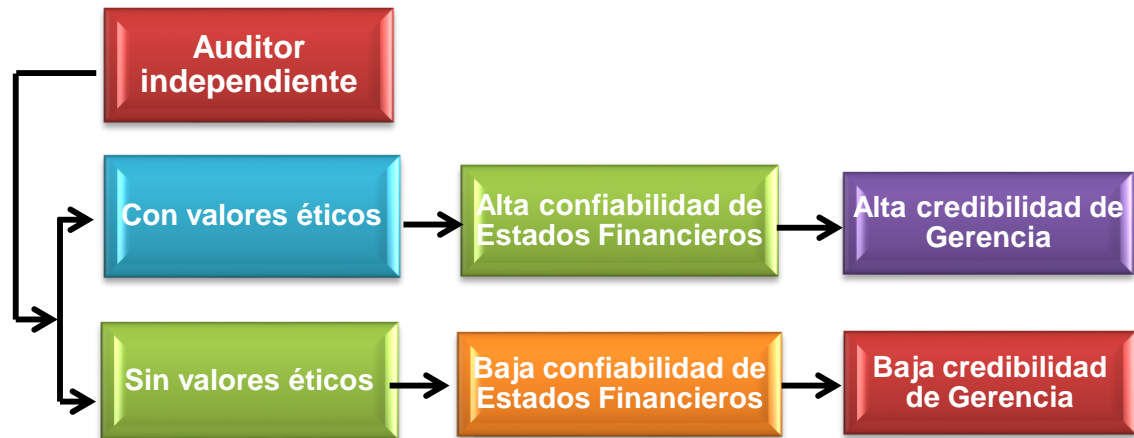 Auditor
independiente
Con valores éticos
Alta confiabilidad de
Estados Financieros
Alta credibilidad de
Gerencia
Sin valores éticos
Baja confiabilidad de
Estados Financieros
Baja credibilidad
de Gerencia